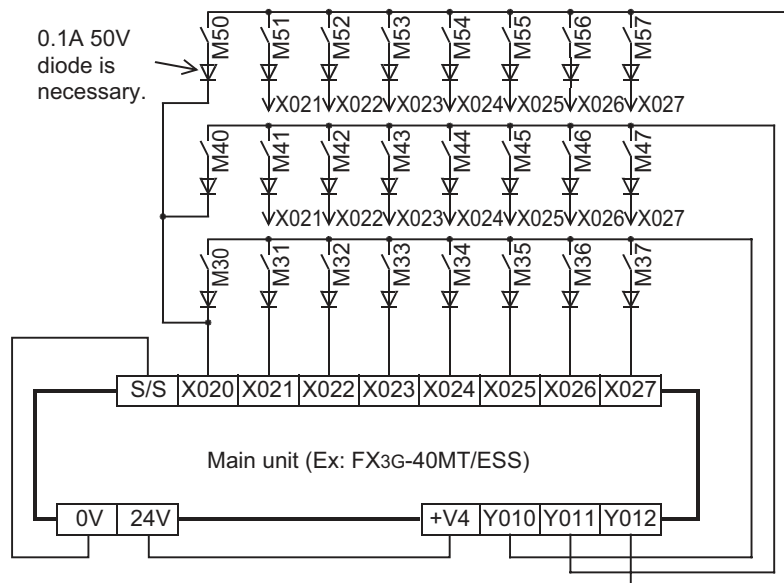 0.1A 50V
diode is
necessary.
M50 M51 M52 M53 M54 M55 M56 M57
X021 X022 X023 X024 X025 X026 X027
M40 M41 M42 M43 M44 M45 M46 M47
X021 X022 X023 X024 X025 X026 X027
M30 M31 M32 M33 M34 M35 M36 M37
S/S X020 X021 X022 X023 X024 X025 X026 X027
Main unit (Ex: FX3G-40MT/ESS)
0V 24V +V4 Y010 Y011 Y012